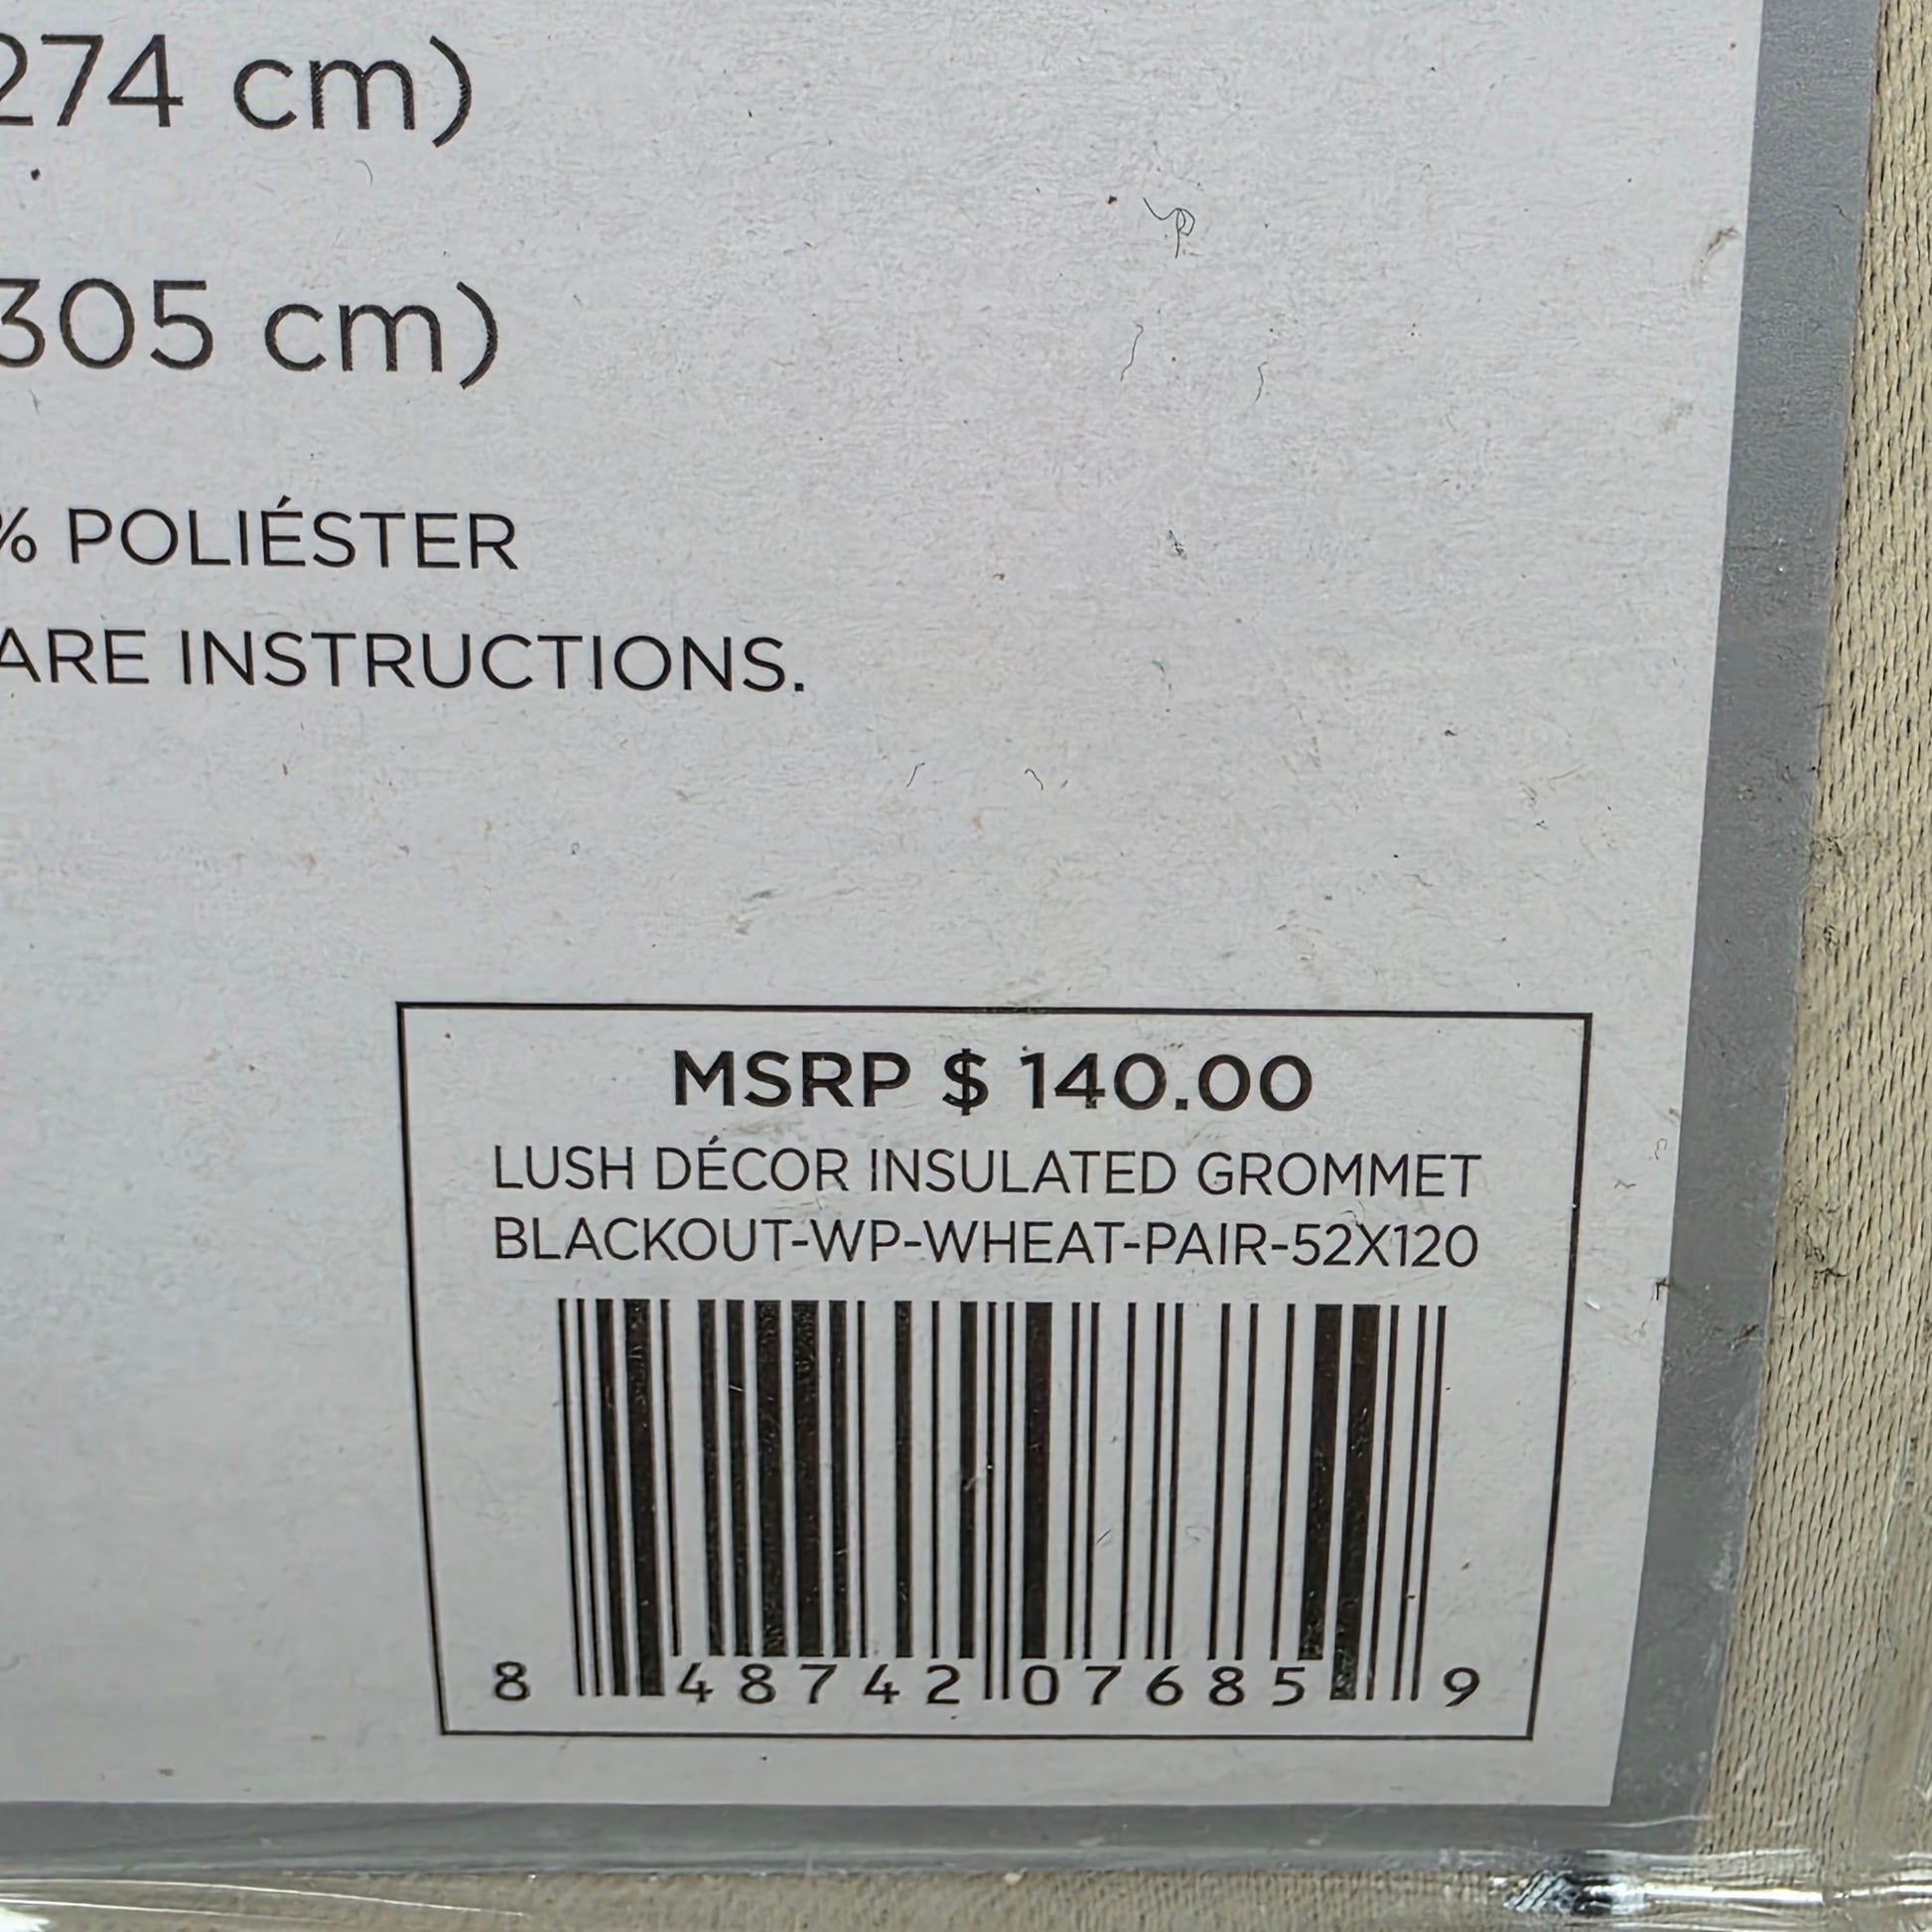 274 cm)
305 cm)
% POLIÉSTER
ARE INSTRUCTIONS.
MSRP $ 140.00
LUSH DÉCOR INSULATED GROMMET
BLACKOUT-WP-WHEAT-PAIR-52X120
8 48742 07685 9